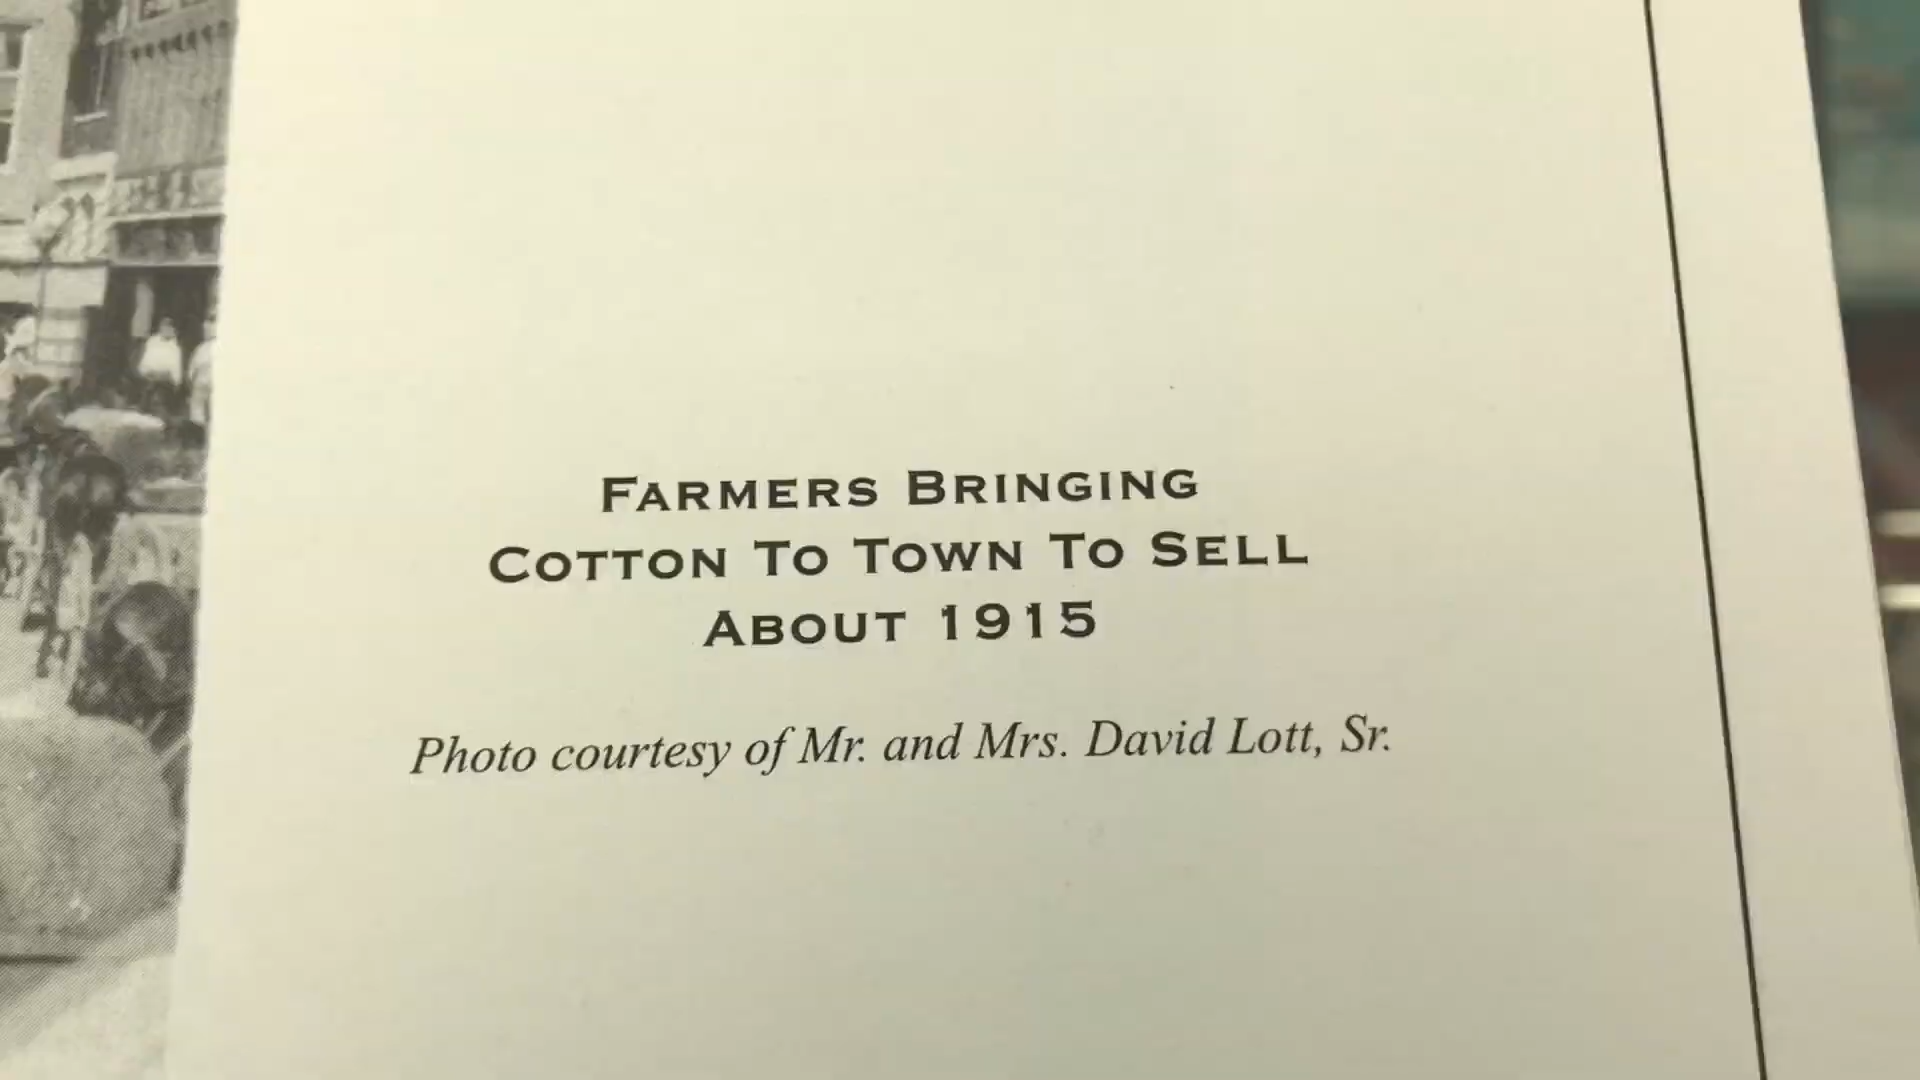 Farmers Bringing
Cotton To Town To Sell
About 1915
Photo courtesy of Mr. and Mrs. David Lott, Sr.